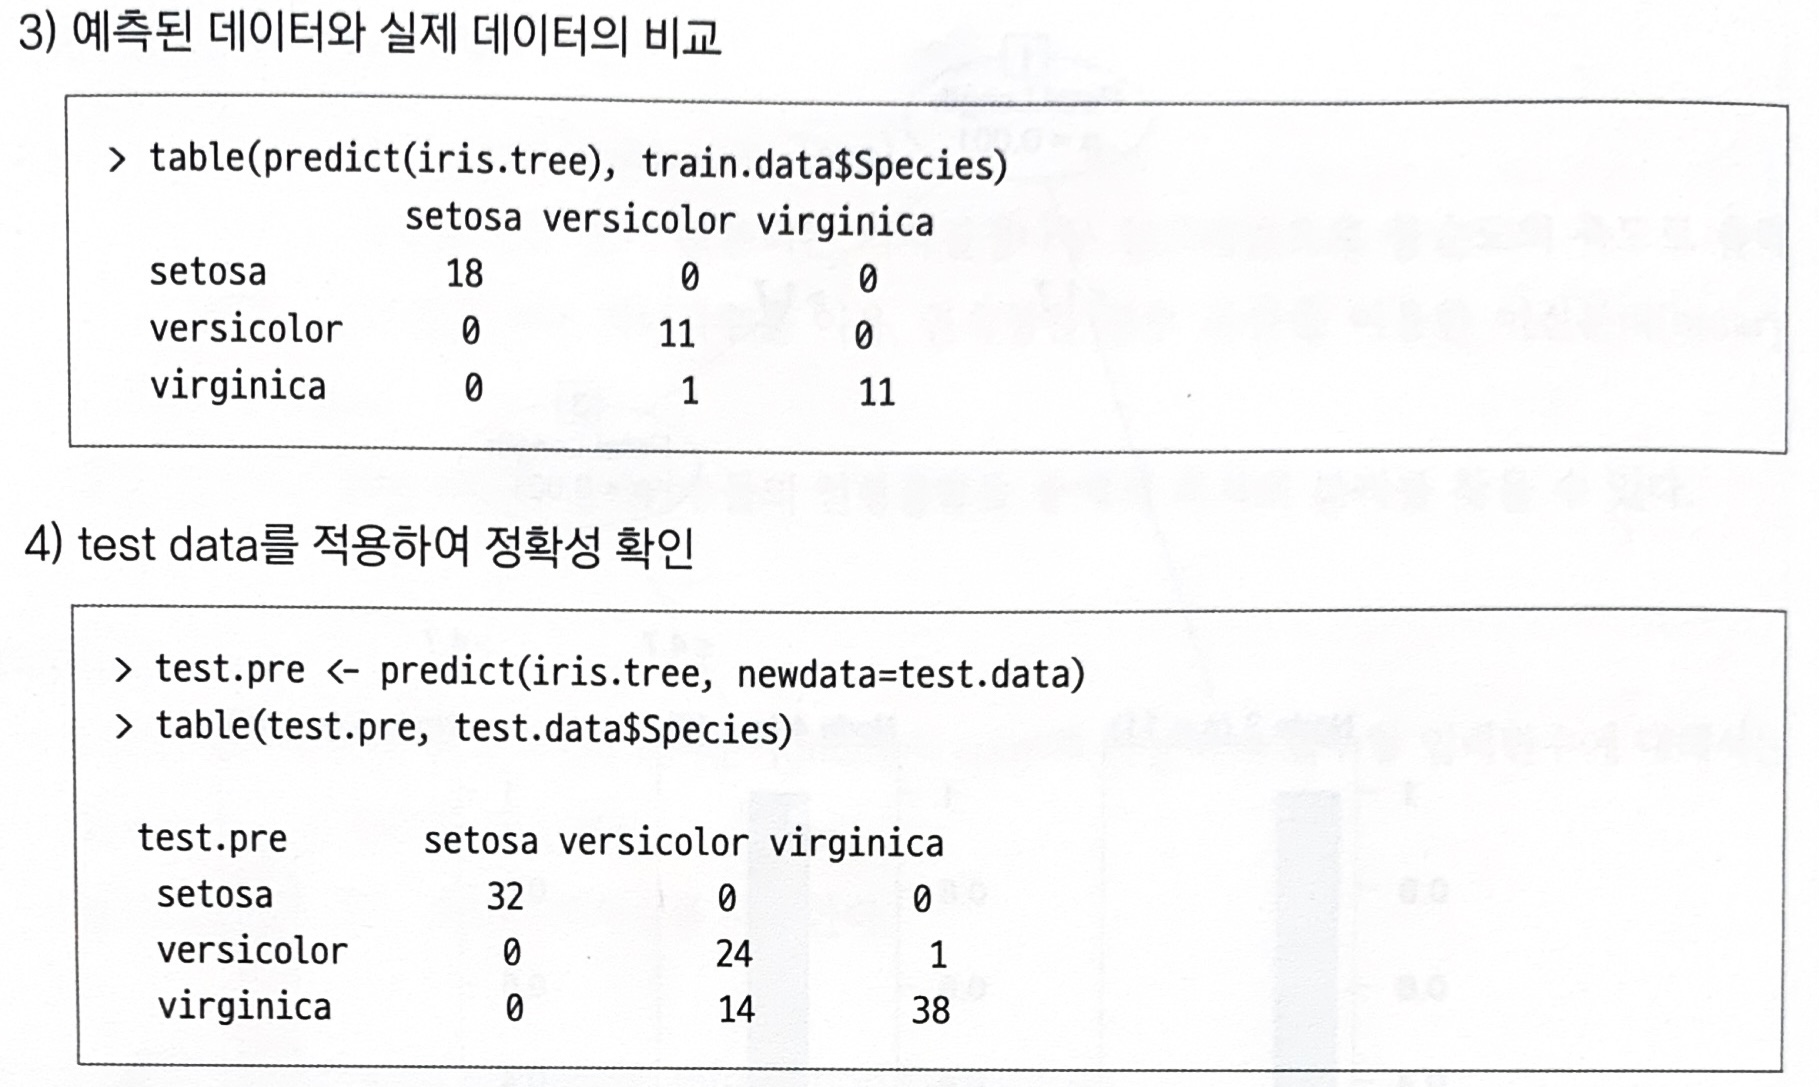 3) 예측된 데이터와 실제 데이터의 비교
> table(predict(iris.tree), train.data$Species)
setosa versicolor virginica
setosa 18 0 0
versicolor 0 11 0
virginica 0 1 11
4) test data를 적용하여 정확성 확인
> test.pre <- predict(iris.tree, newdata=test.data)
> table(test.pre, test.data$Species)
test.pre setosa versicolor virginica
setosa 32 0 0
versicolor 0 24 1
virginica 0 14 38